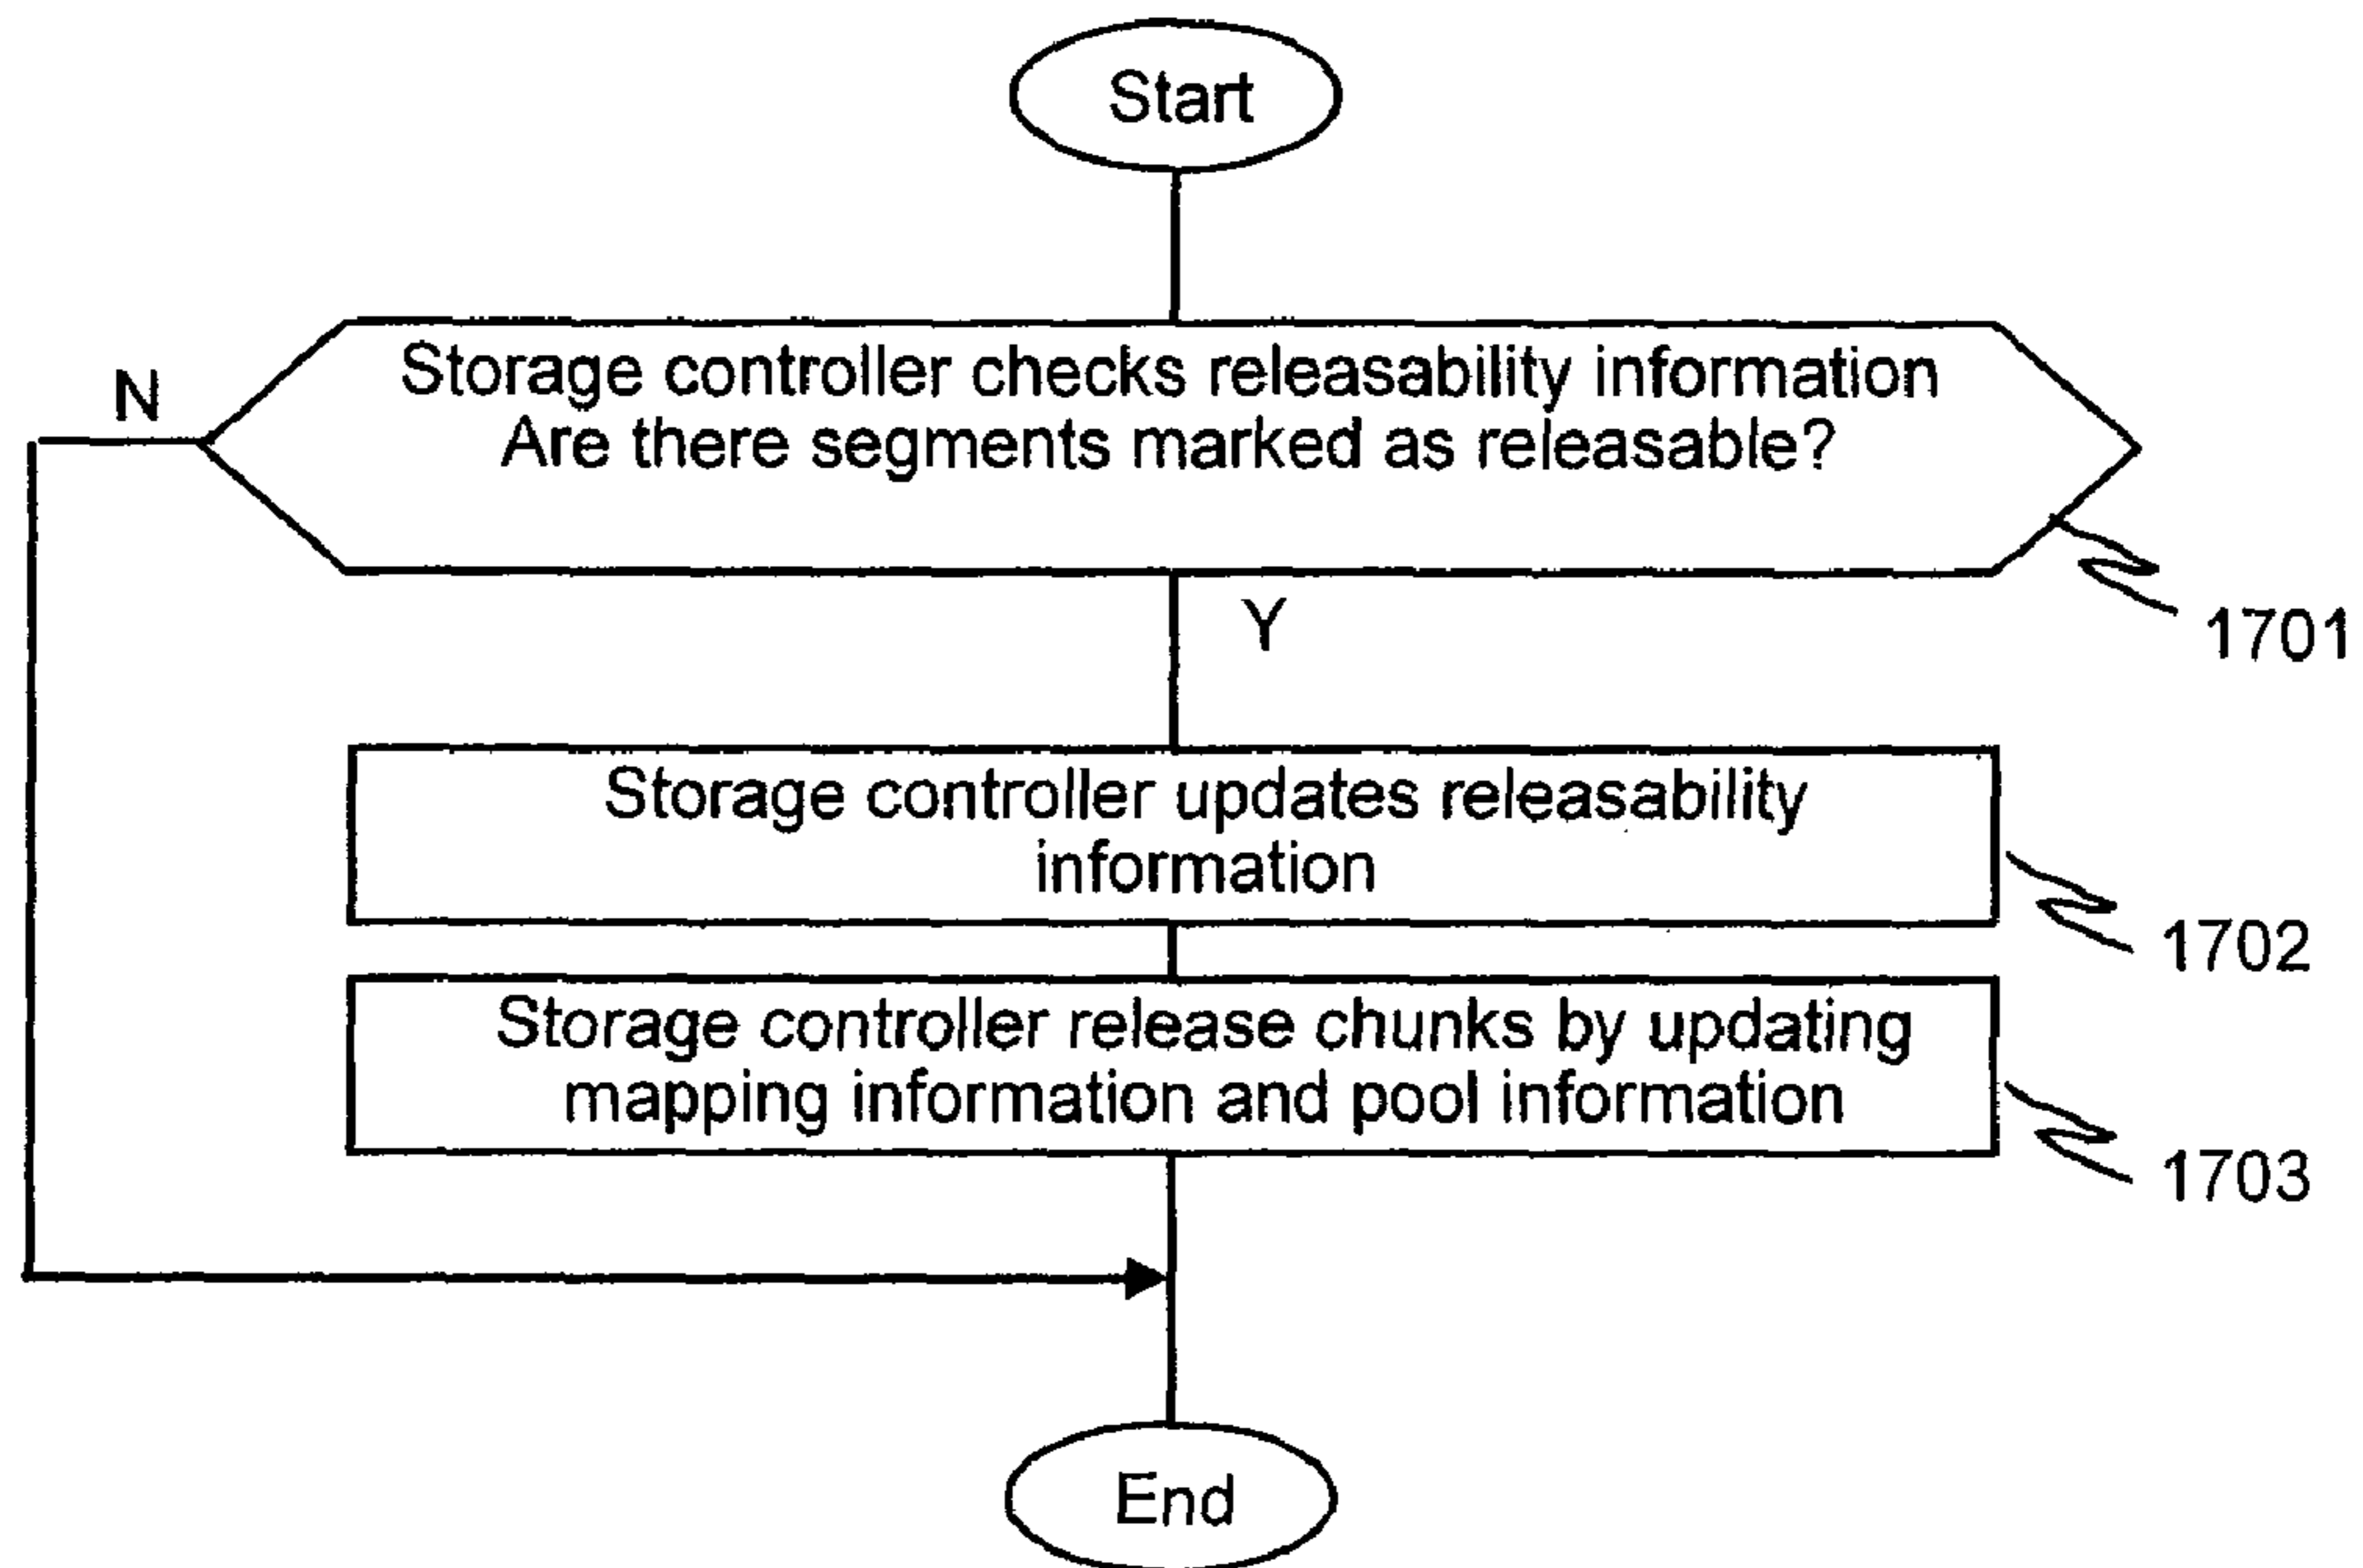 Start
N
Storage controller checks releasability information
Are there segments marked as releasable?
1701
Y
Storage controller updates releasability
information
1702
Storage controller release chunks by updating
mapping information and pool information
1703
End